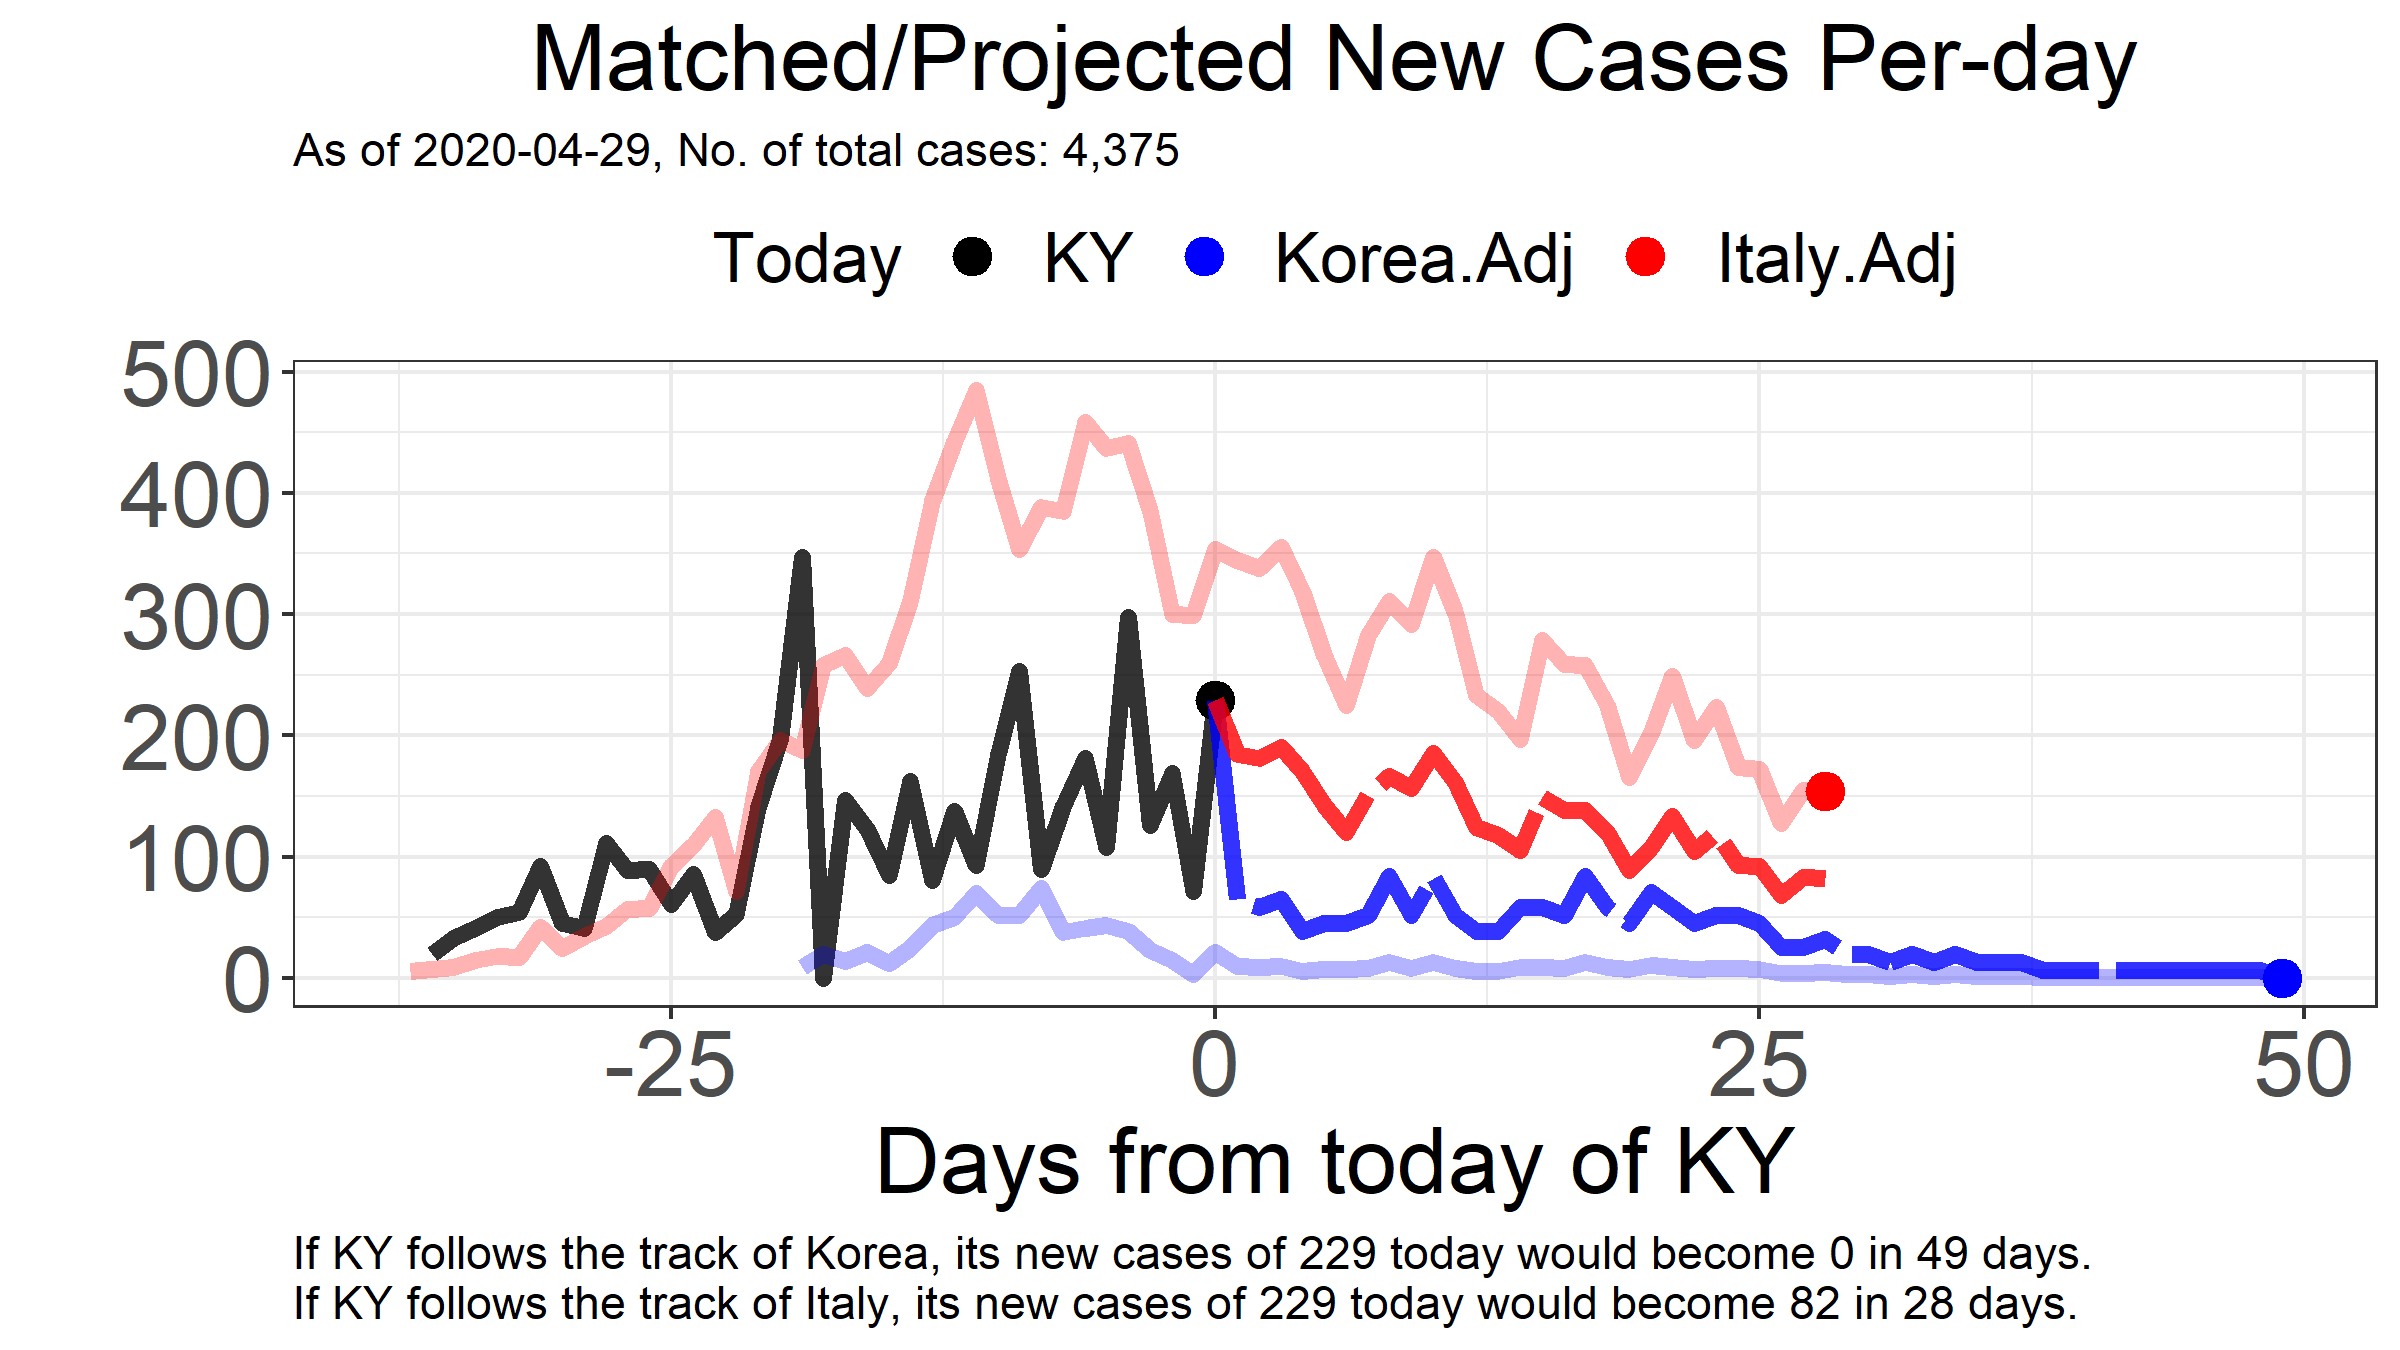 Matched/Projected New Cases Per-day
As of 2020-04-29, No. of total cases: 4,375
Today KY Korea.Adj Italy.Adj
500
400
300
200
100
0
-25 0 25 50
Days from today of KY
If KY follows the track of Korea, its new cases of 229 today would become 0 in 49 days.
If KY follows the track of Italy, its new cases of 229 today would become 82 in 28 days.